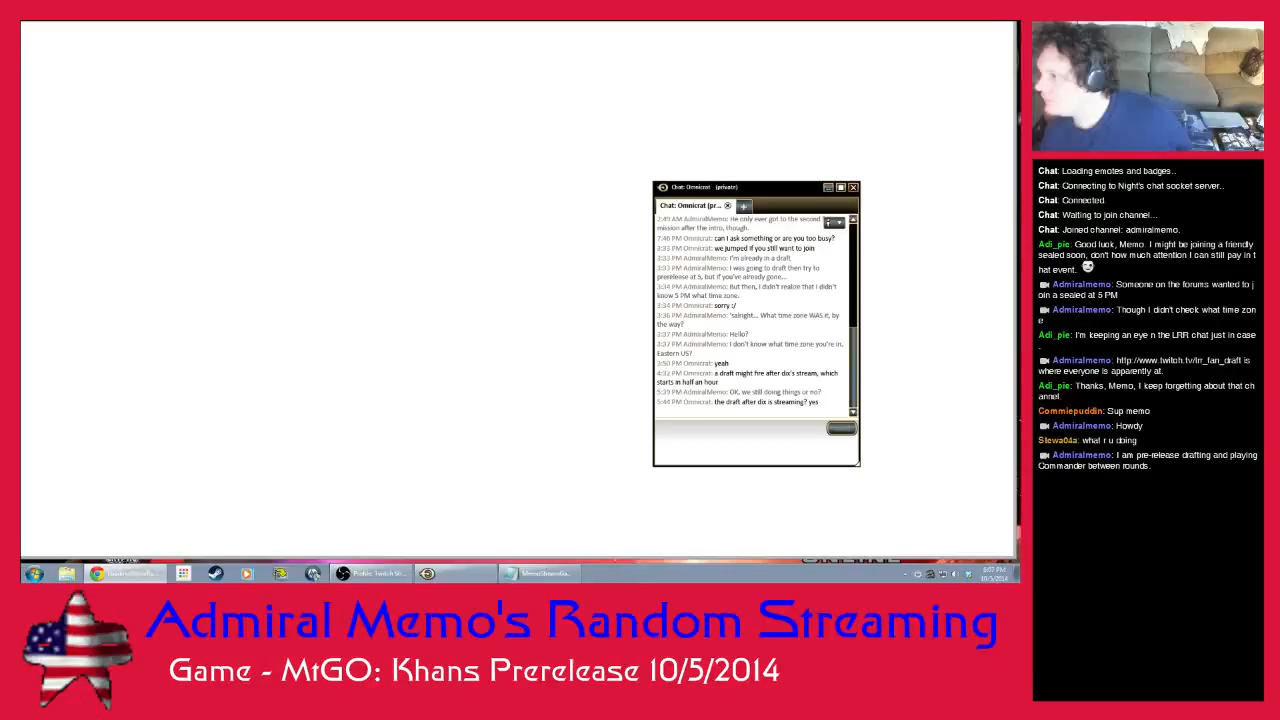 Chat: Omnicrat (private)
Chat: Omnicrat (pr...
2:49 AM AdmiralMemo: He only ever got to the second
mission after the intro, though.
7:46 PM Omnicrat: can I ask something or are you too busy?
3:33 PM Omnicrat: we jumped if you still want to join
3:33 PM AdmiralMemo: I'm already in a draft
3:33 PM AdmiralMemo: I was going to draft then try to
prerelease at 5, but if you've already gone...
3:34 PM AdmiralMemo: But then, I didn't realize that I didn't
know 5 PM what time zone.
3:34 PM Omnicrat: sorry :/
3:36 PM AdmiralMemo: 'salright... What time zone WAS it, by
the way?
3:37 PM AdmiralMemo: Hello?
3:37 PM AdmiralMemo: I don't know what time zone you're in.
Eastern US?
3:50 PM Omnicrat: yeah
4:32 PM Omnicrat: a draft might fire after dix's stream, which
starts in half an hour
5:39 PM AdmiralMemo: OK, we still doing things or no?
5:44 PM Omnicrat: the draft after dix is streaming? yes
Profile: Twitch Str...
MemoStreamGa...
8:07 PM
10/5/2014
Chat: Loading emotes and badges..
Chat: Connecting to Night's chat socket server..
Chat: Connected.
Chat: Waiting to join channel...
Chat: Joined channel: admiralmemo.
Adi_pie: Good luck, Memo. I might be joining a friendly
sealed soon, don't how much attention I can still pay in t
hat event.
Admiralmemo: Someone on the forums wanted to j
oin a sealed at 5 PM
Admiralmemo: Though I didn't check what time zon
e
Adi_pie: I'm keeping an eye n the LRR chat just in case
.
Admiralmemo: http://www.twitch.tv/lrr_fan_draft is
where everyone is apparently at.
Adi_pie: Thanks, Memo, I keep forgetting about that ch
annel.
Commiepuddin: Sup memo
Admiralmemo: Howdy
Stewa04a: what r u doing
Admiralmemo: I am pre-release drafting and playing
Commander between rounds.
Admiral Memo's Random Streaming
Game - MtGO: Khans Prerelease 10/5/2014